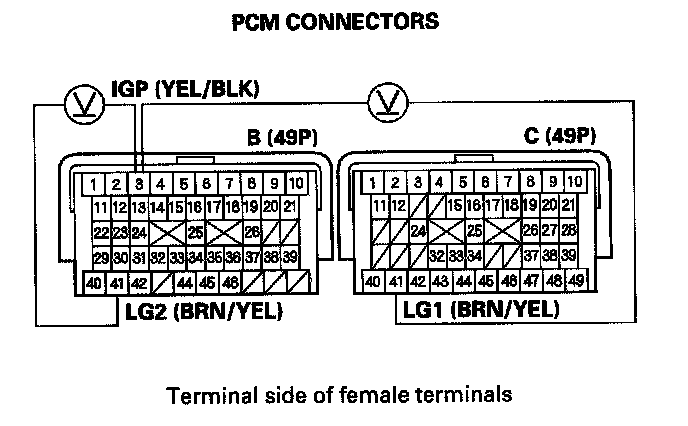 PCM CONNECTORS
IGP (YEL/BLK)
V V
B (49P) C (49P)
1 2 3 4 5 6 7 8 9 10 1 2 3 4 5 6 7 8 9 10
11 12 13 14 15 16 17 18 19 20 21 11 12 15 16 17 18 19 20 21
22 23 24 25 26 24 25 26 27 28
29 30 31 32 33 34 35 36 37 38 39 32 33 34 37 38 39
40 41 42 44 45 46 40 41 42 43 44 45 46 47 48 49
LG2 (BRN/YEL) LG1 (BRN/YEL)
Terminal side of female terminals